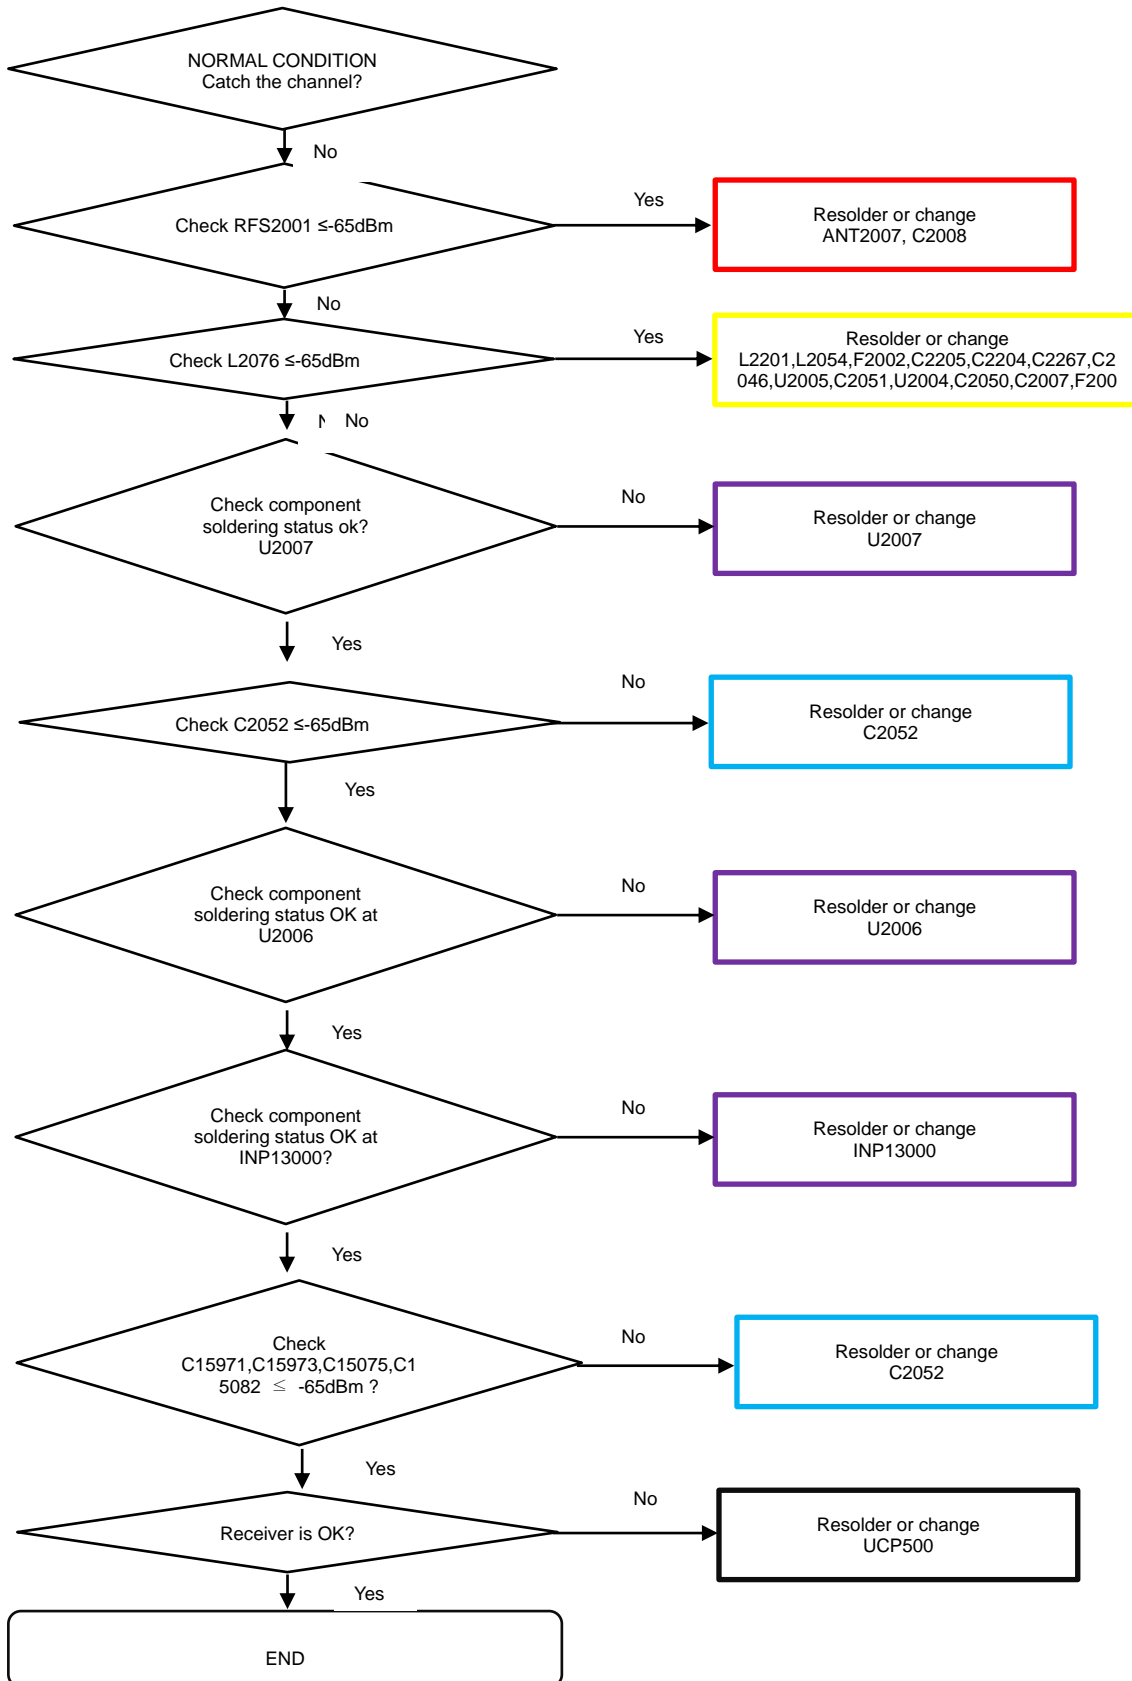 NORMAL CONDITION
Catch the channel?
No
Check RFS2001 ≤-65dBm
Yes
Resolder or change
ANT2007, C2008
No
Check L2076 ≤-65dBm
Yes
Resolder or change
L2201,L2054,F2002,C2205,C2204,C2267,C2
046,U2005,C2051,U2004,C2050,C2007,F200
No
Check component
soldering status ok?
U2007
No
Resolder or change
U2007
Yes
Check C2052 ≤-65dBm
No
Resolder or change
C2052
Yes
Check component
soldering status OK at
U2006
No
Resolder or change
U2006
Yes
Check component
soldering status OK at
INP13000?
No
Resolder or change
INP13000
Yes
Check
C15971,C15973,C15075,C1
5082 ≤ -65dBm ?
No
Resolder or change
C2052
Yes
Receiver is OK?
No
Resolder or change
UCP500
Yes
END